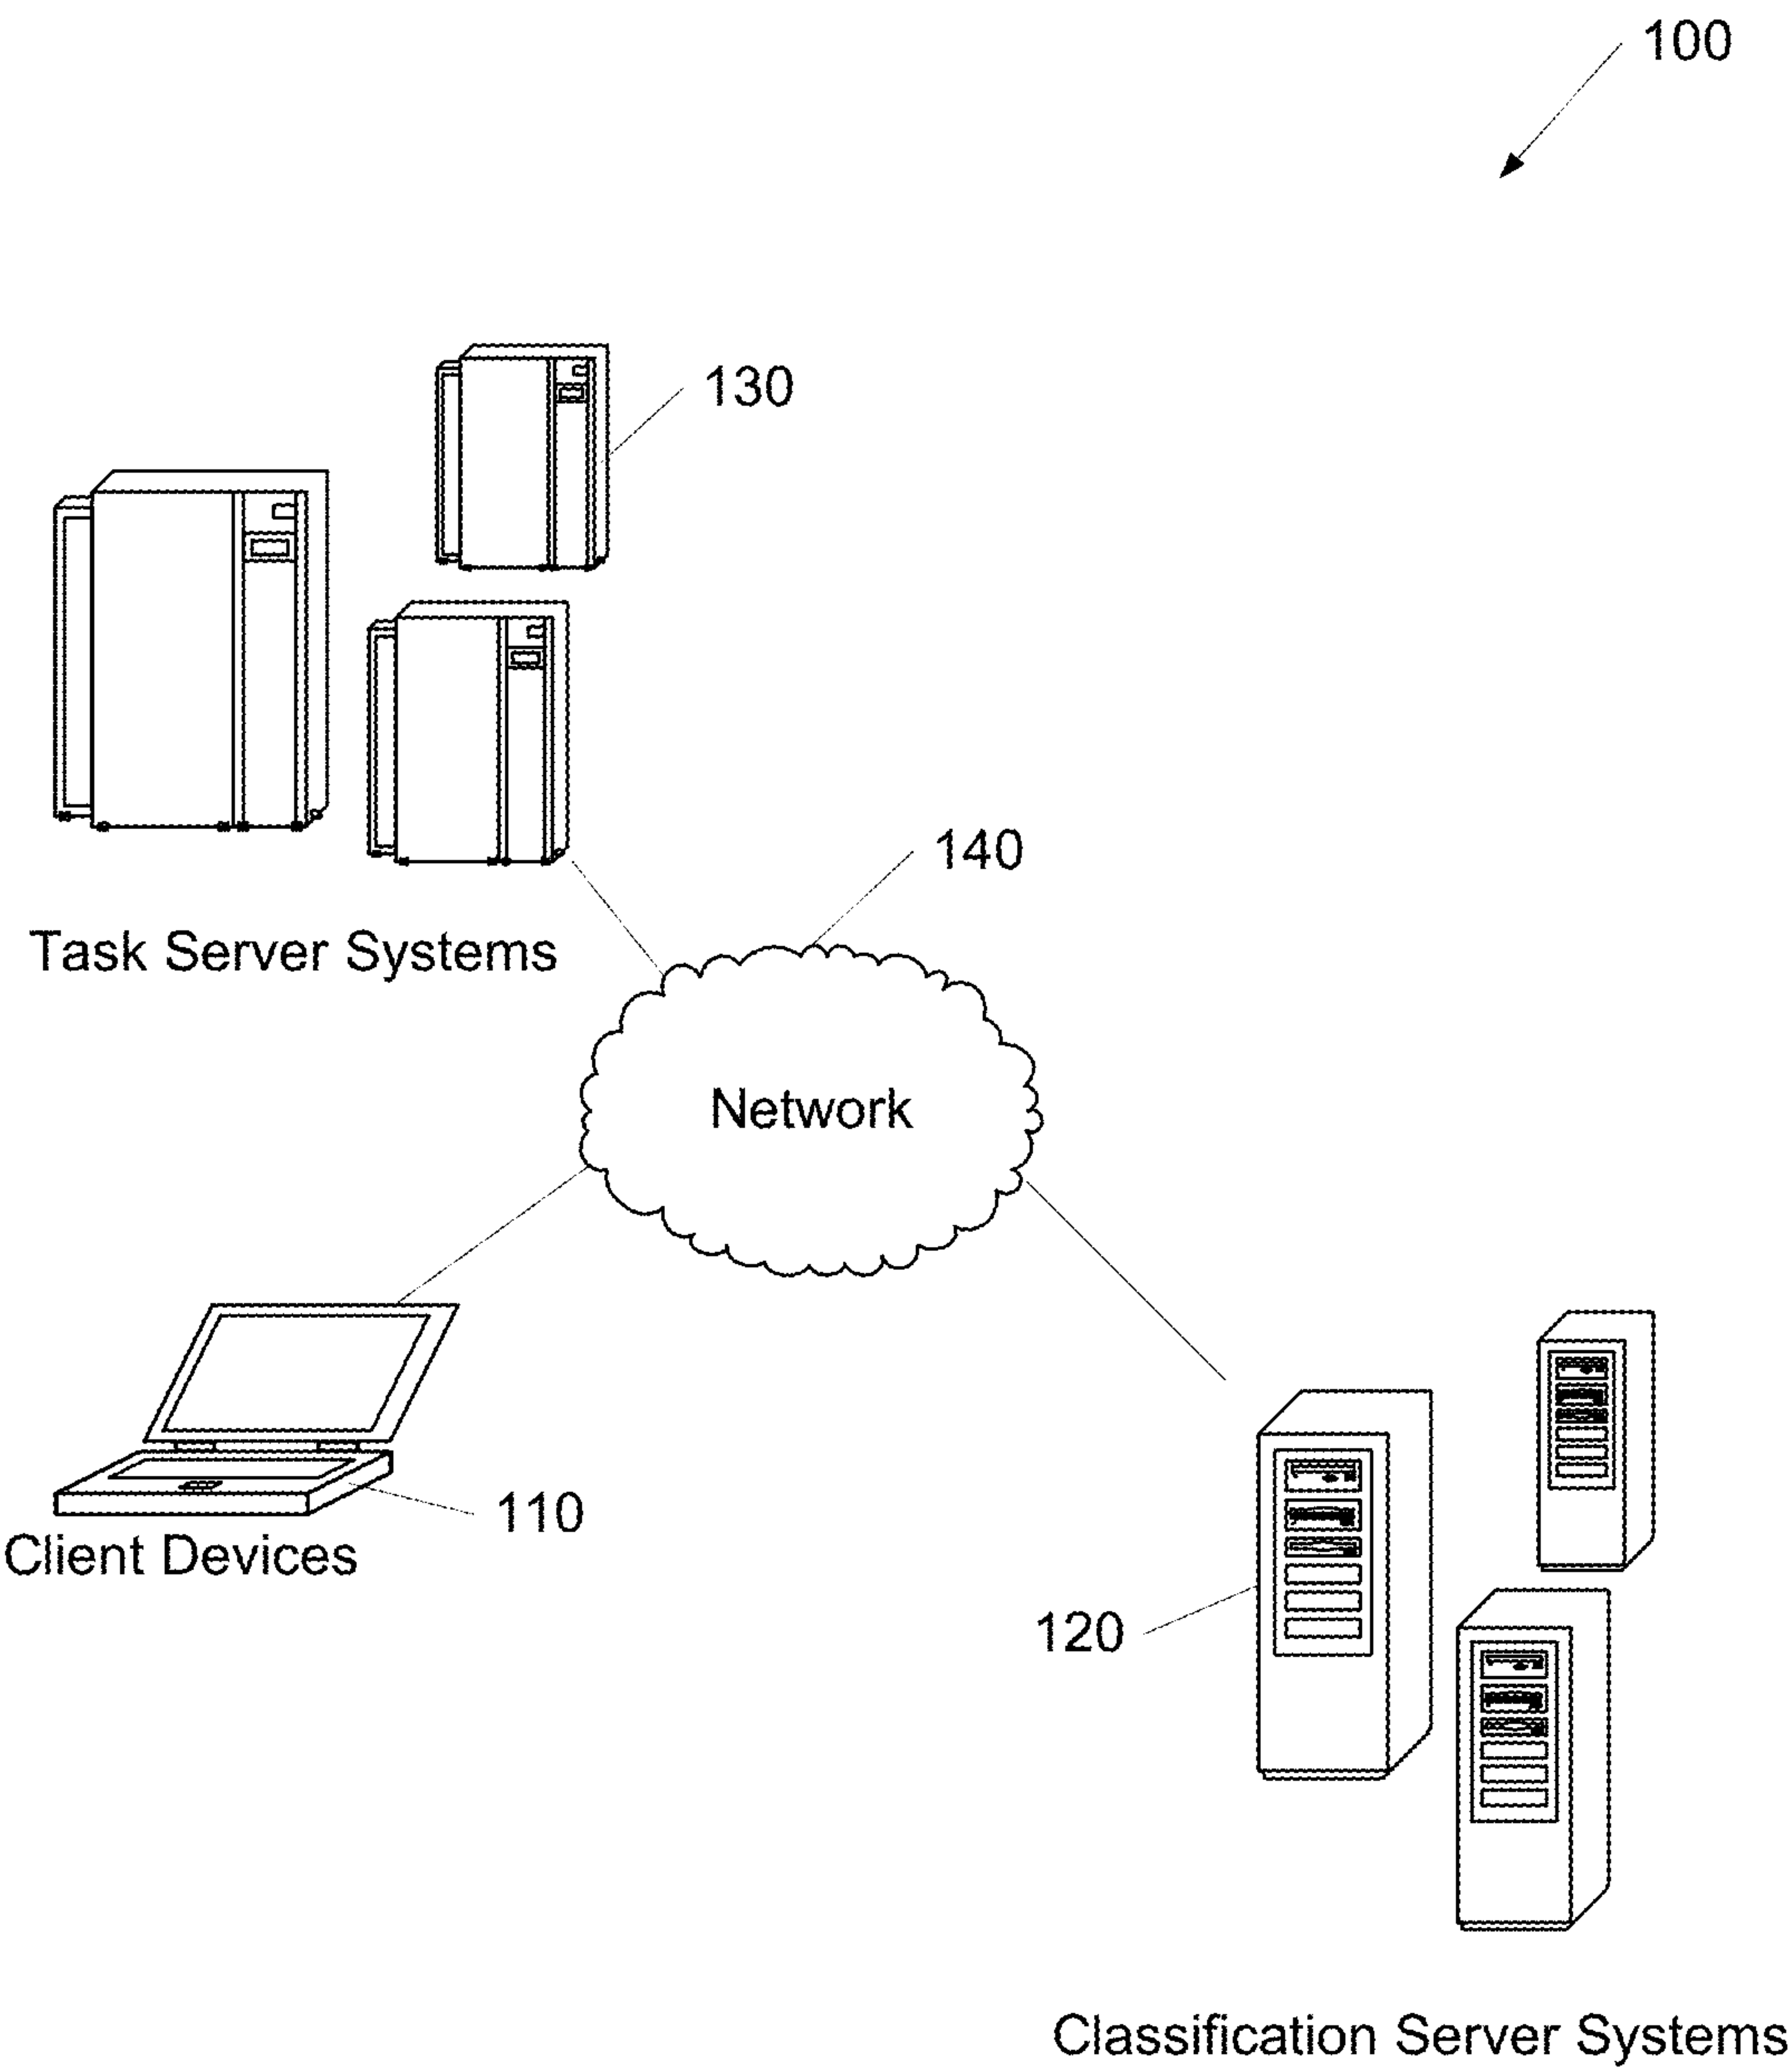 100
130
140
Task Server Systems
Network
110
Client Devices
120
Classification Server Systems